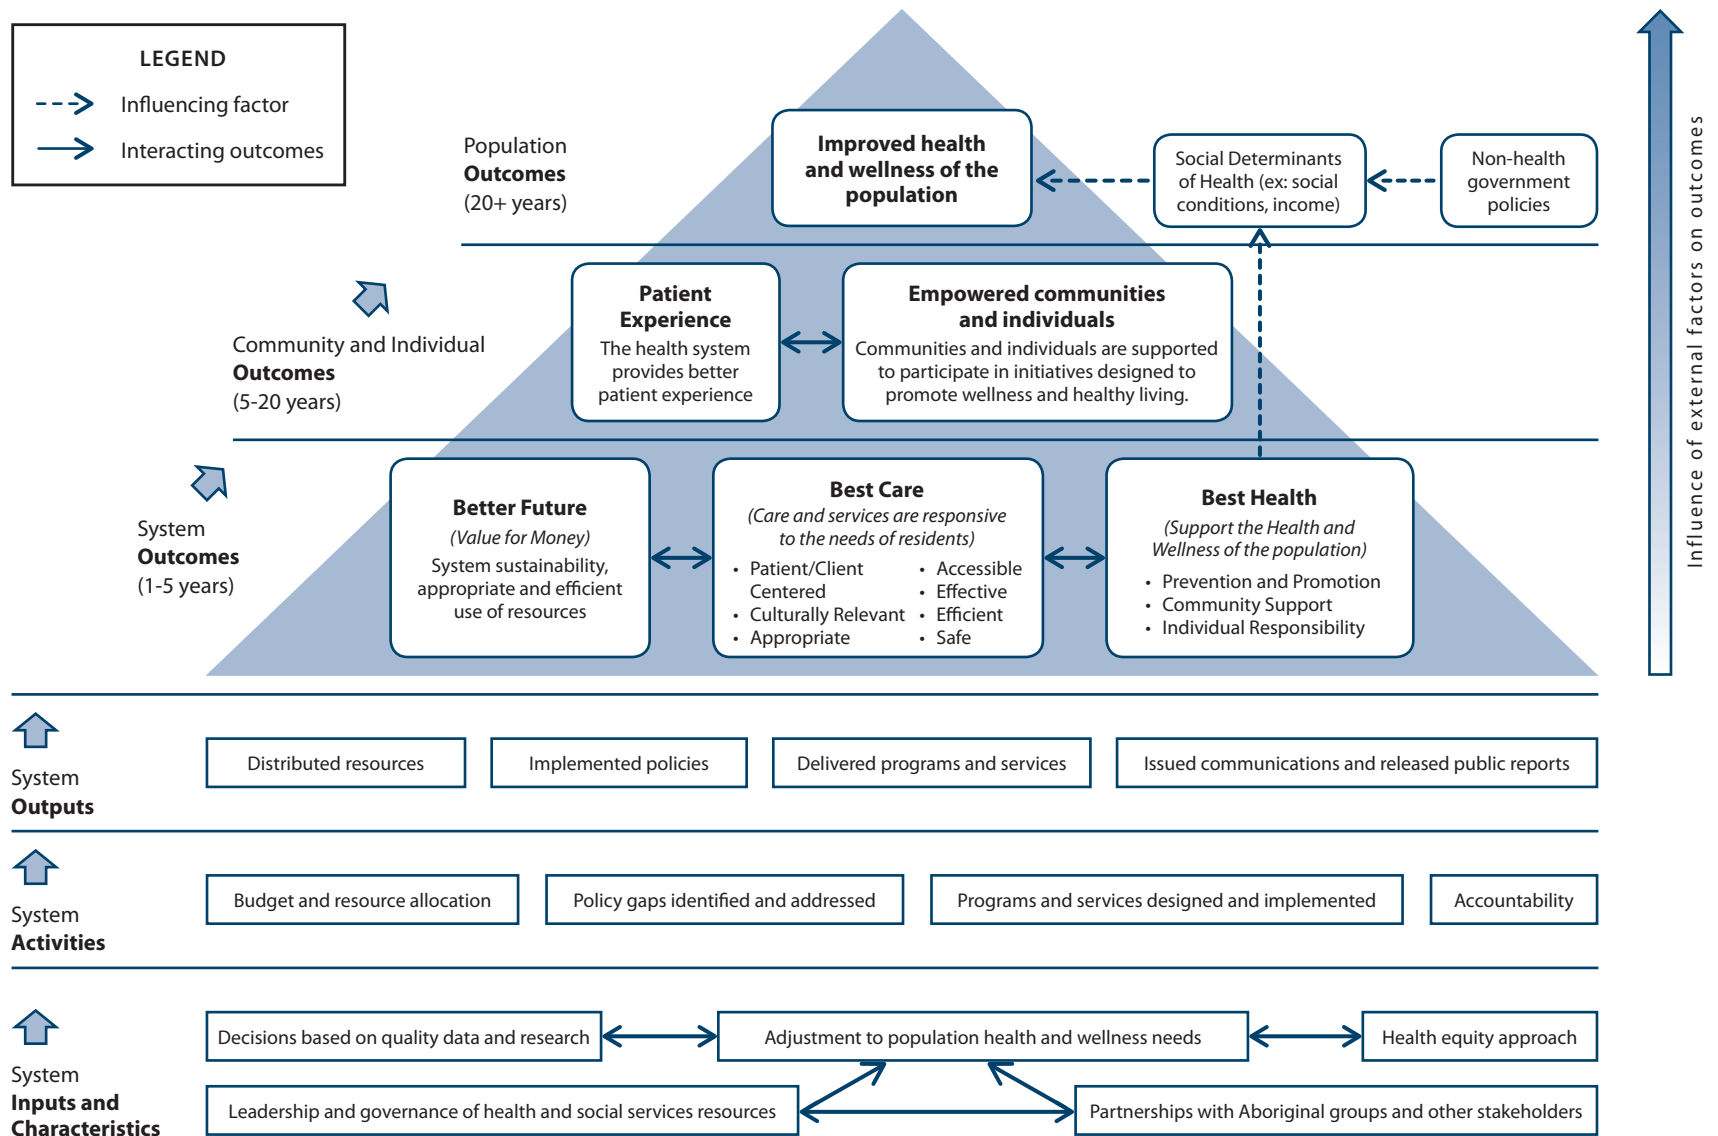 LEGEND
Influencing factor
Interacting outcomes
Population
Outcomes
(20+ years)
Improved health
and wellness of the
population
Social Determinants
of Health (ex: social
conditions, income)
Non-health
government
policies
Influence of external factors on outcomes
Community and Individual
Outcomes
(5-20 years)
Patient
Experience
The health system
provides better
patient experience
Empowered communities
and individuals
Communities and individuals are supported
to participate in initiatives designed to
promote wellness and healthy living.
System
Outcomes
(1-5 years)
Better Future
(Value for Money)
System sustainability,
appropriate and efficient
use of resources
Best Care
(Care and services are responsive
to the needs of residents)
• Patient/Client
Centered
• Culturally Relevant
• Appropriate
• Accessible
• Effective
• Efficient
• Safe
Best Health
(Support the Health and
Wellness of the population)
• Prevention and Promotion
• Community Support
• Individual Responsibility
System
Outputs
Distributed resources
Implemented policies
Delivered programs and services
Issued communications and released public reports
System
Activities
Budget and resource allocation
Policy gaps identified and addressed
Programs and services designed and implemented
Accountability
System
Inputs and
Characteristics
Decisions based on quality data and research
Adjustment to population health and wellness needs
Health equity approach
Leadership and governance of health and social services resources
Partnerships with Aboriginal groups and other stakeholders